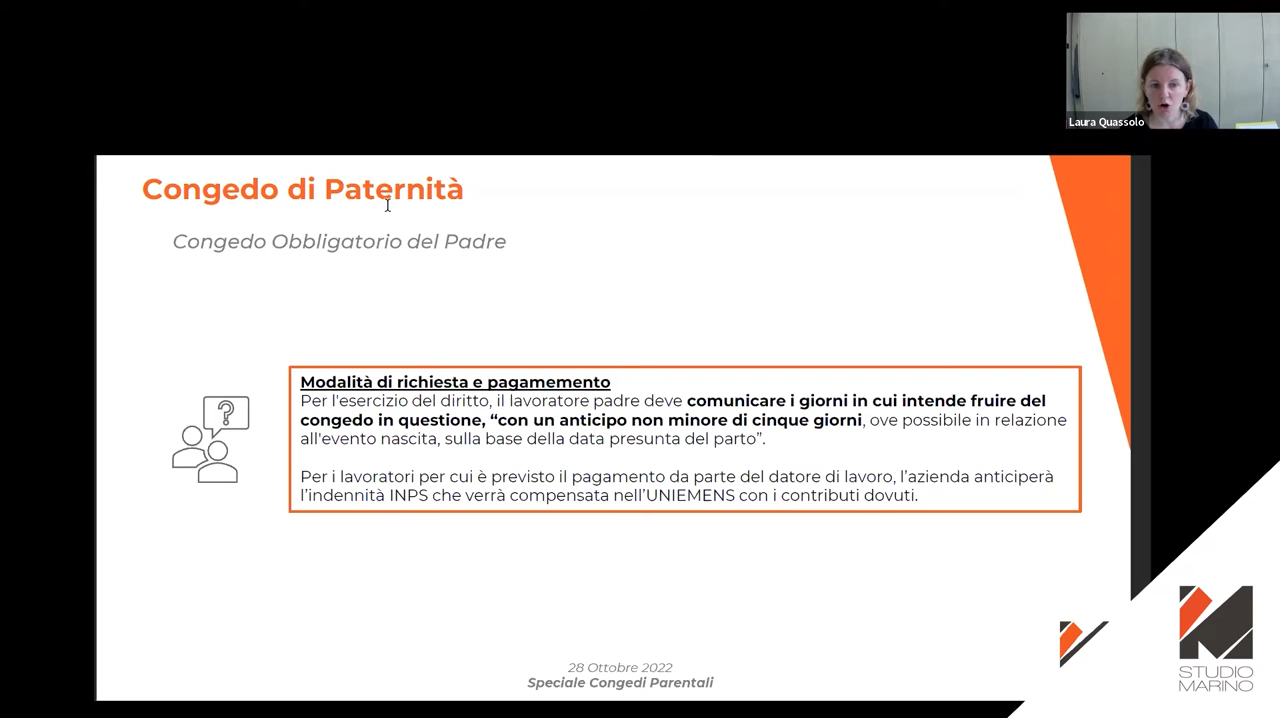 Laura Quassolo
Congedo di Paternità
Congedo Obbligatorio del Padre
Modalità di richiesta e pagamemento
Per l'esercizio del diritto, il lavoratore padre deve comunicare i giorni in cui intende fruire del
congedo in questione, “con un anticipo non minore di cinque giorni, ove possibile in relazione
all'evento nascita, sulla base della data presunta del parto”.
Per i lavoratori per cui è previsto il pagamento da parte del datore di lavoro, l’azienda anticiperà
l’indennità INPS che verrà compensata nell’UNIEMENS con i contributi dovuti.
28 Ottobre 2022
Speciale Congedi Parentali
STUDIO
MARINO